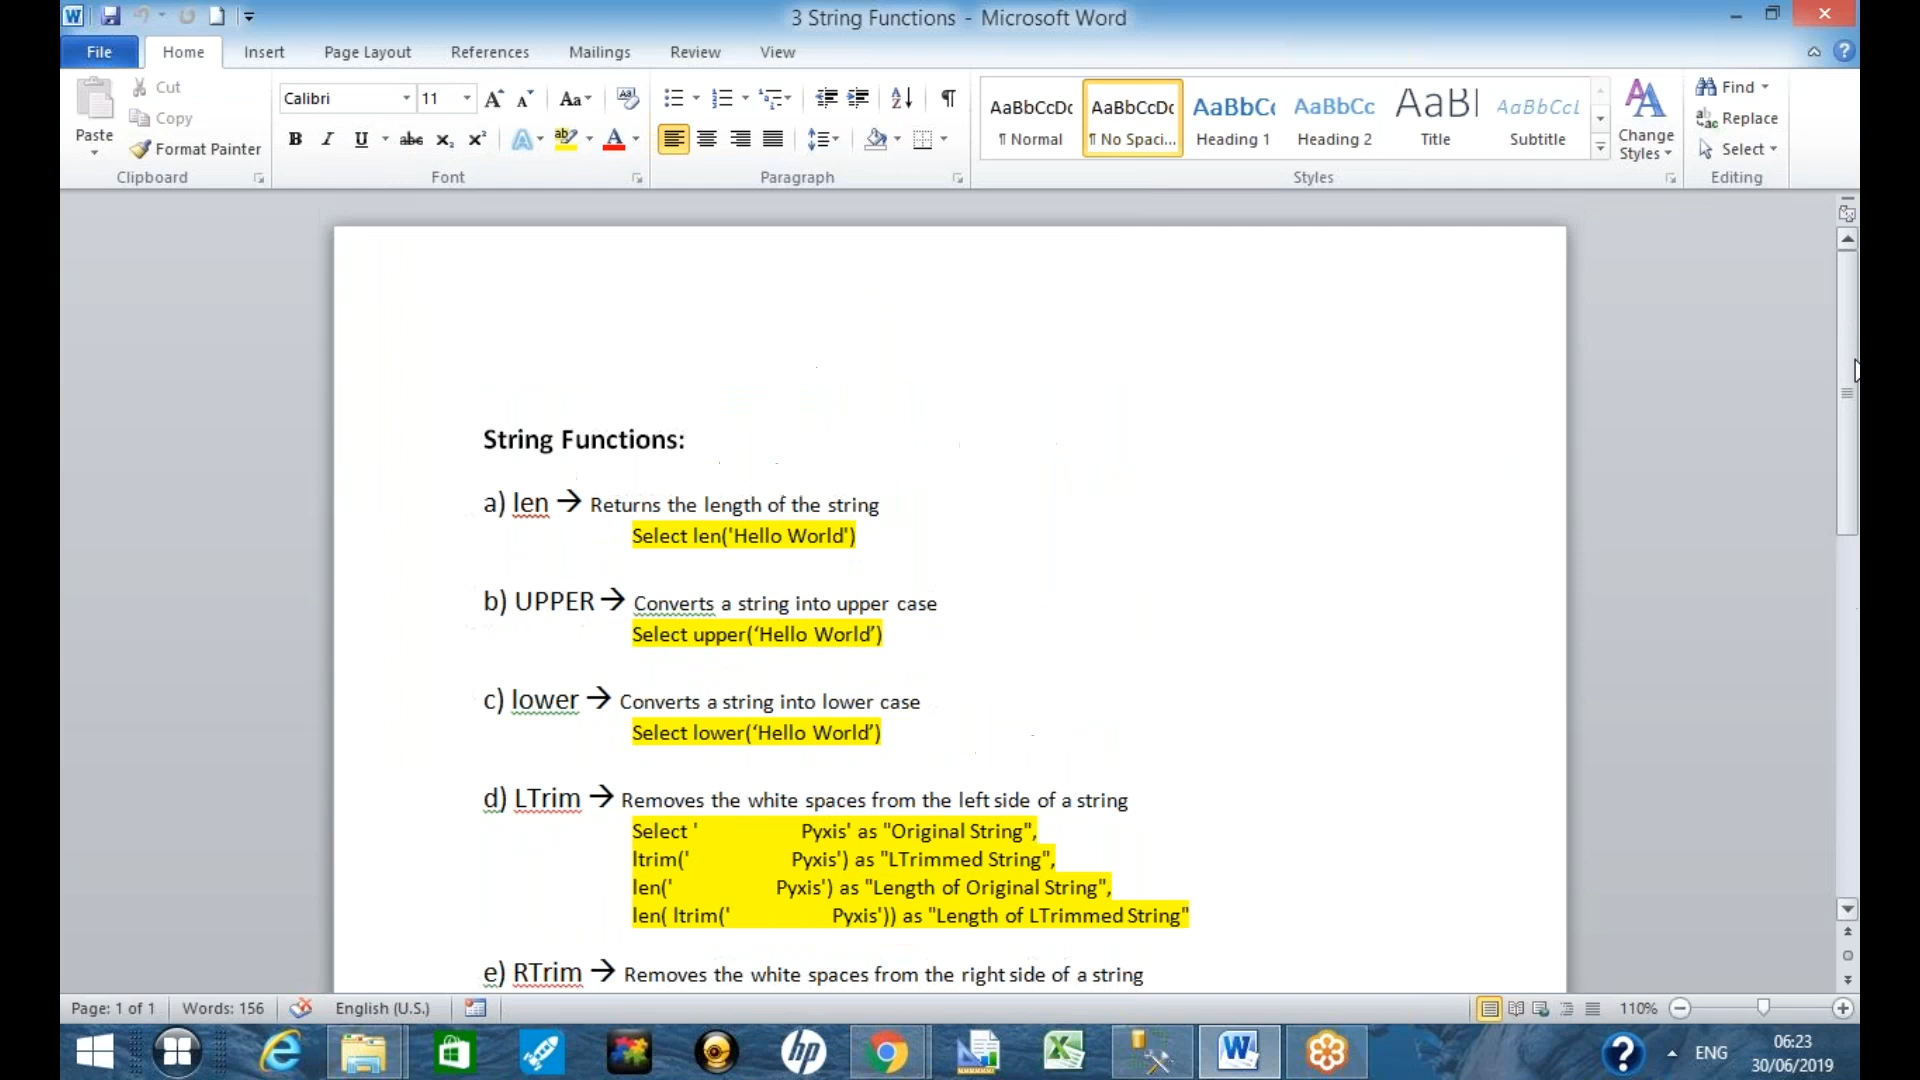 3 String Functions - Microsoft Word
File Home Insert Page Layout References Mailings Review View
Paste
Cut
Copy
Format Painter
Clipboard
Calibri 11
Font
Paragraph
AaBbCcDc AaBbCcDc AaBbC AaBbCc AaBl AaBbCcL
¶ Normal ¶ No Spaci... Heading 1 Heading 2 Title Subtitle
Styles
Change
Styles
Find
Replace
Select
Editing
String Functions:
a) len → Returns the length of the string
Select len('Hello World')
b) UPPER → Converts a string into upper case
Select upper(‘Hello World’)
c) lower → Converts a string into lower case
Select lower(‘Hello World’)
d) LTrim → Removes the white spaces from the left side of a string
Select ' Pyxis' as "Original String",
ltrim(' Pyxis') as "LTrimmed String",
len(' Pyxis') as "Length of Original String",
len( ltrim(' Pyxis')) as "Length of LTrimmed String"
e) RTrim → Removes the white spaces from the right side of a string
Page: 1 of 1 Words: 156 English (U.S.) 110%
ENG
06:23
30/06/2019